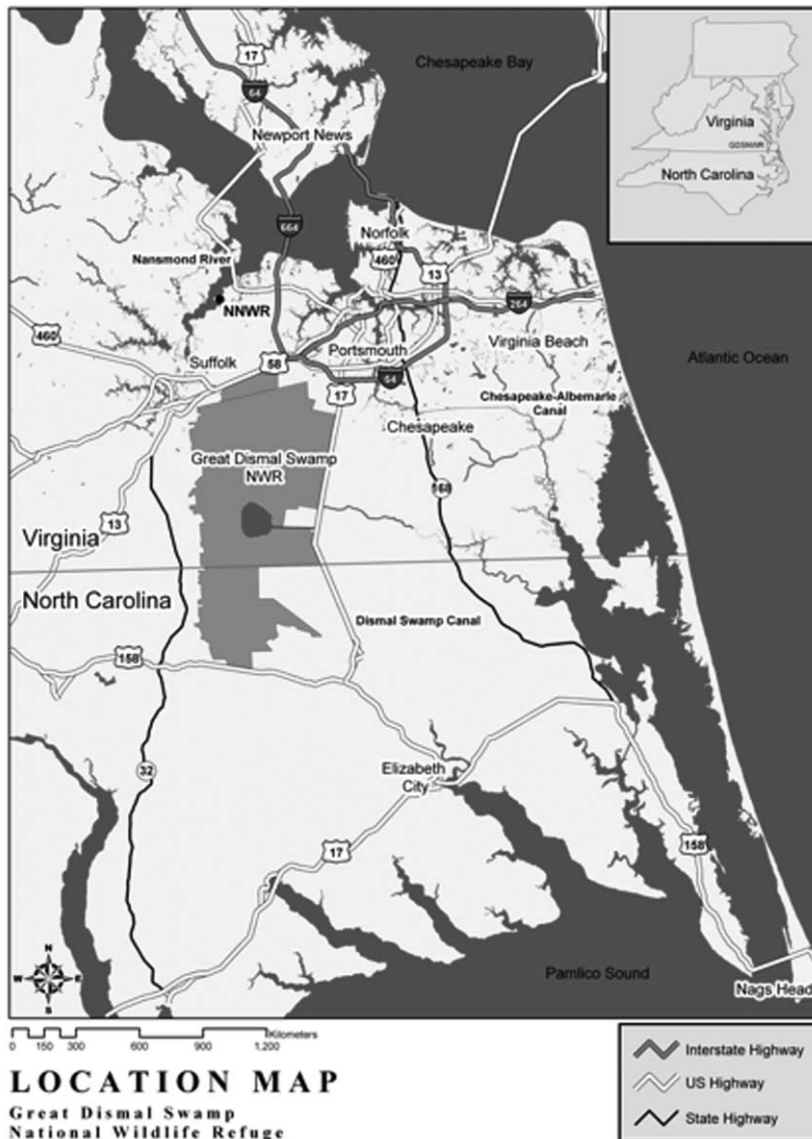 17
Chesapeake Bay
64
Newport News
Virginia
GDSNWR
North Carolina
664
Norfolk
460
13
Nansmond River
NNWR
264
460
Suffolk
58
Portsmouth
Virginia Beach
Atlantic Ocean
64
17
Chesapeake-Albemarle
Canal
Chesapeake
Great Dismal Swamp
NWR
168
13
Virginia
North Carolina
Dismal Swamp Canal
158
32
Elizabeth
City
17
158
N
W E
S
Pamlico Sound
Nags Head
Kilometers
0 150 300 600 900 1,200
LOCATION MAP
Great Dismal Swamp
National Wildlife Refuge
Interstate Highway
US Highway
State Highway